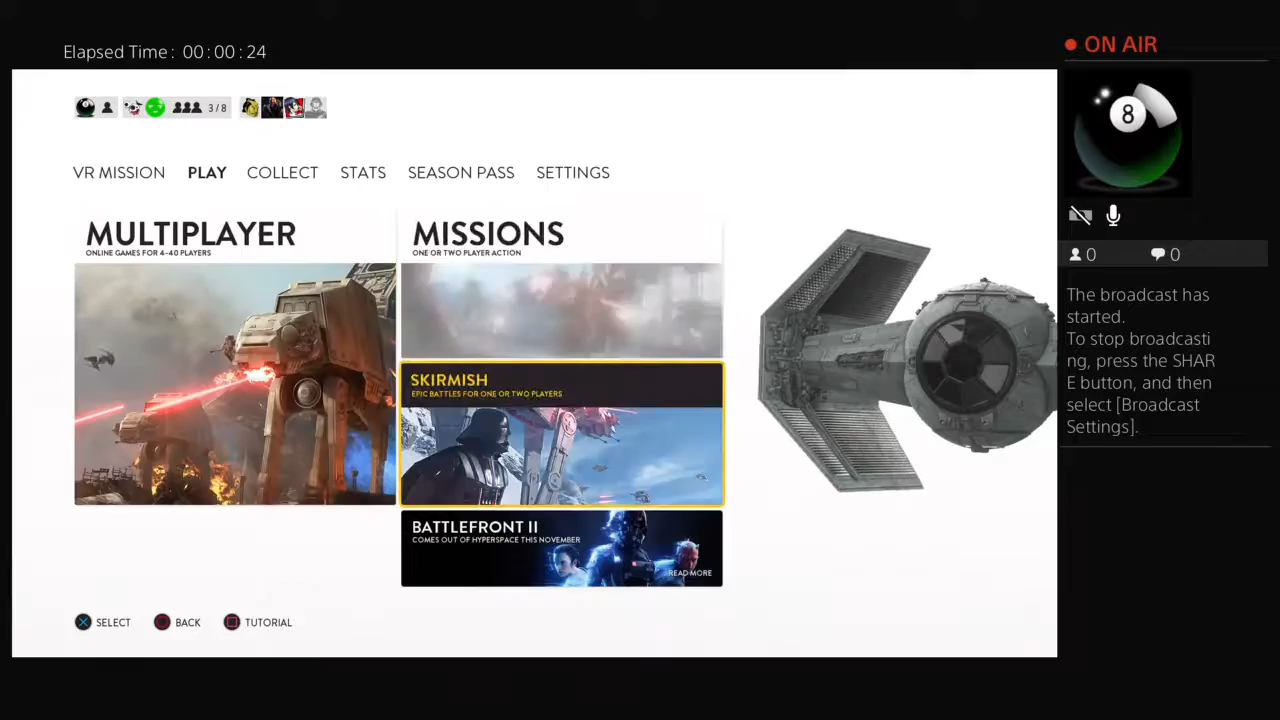 Elapsed Time: 00:00:24
ON AIR
3/8
8
VR MISSION PLAY COLLECT STATS SEASON PASS SETTINGS
MULTIPLAYER
ONLINE GAMES FOR 4-40 PLAYERS
MISSIONS
ONE OR TWO PLAYER ACTION
SKIRMISH
EPIC BATTLES FOR ONE OR TWO PLAYERS
BATTLEFRONT II
COMES OUT OF HYPERSPACE THIS NOVEMBER
READ MORE
SELECT BACK TUTORIAL
0 0
The broadcast has
started.
To stop broadcasti
ng, press the SHAR
E button, and then
select [Broadcast
Settings].